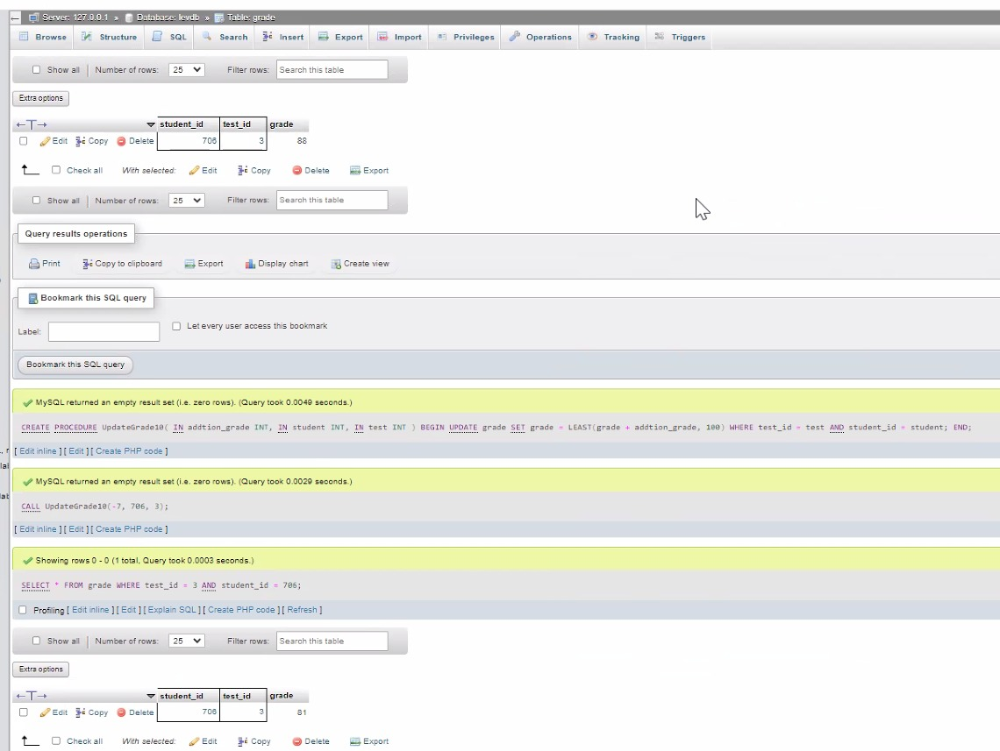 Server: 127.0.0.1 » Database: levdb » Table: grade
Browse Structure SQL Search Insert Export Import Privileges Operations Tracking Triggers
Show all Number of rows: 25 Filter rows: Search this table
Extra options
student_id test_id grade
Edit Copy Delete 706 3 88
Check all With selected: Edit Copy Delete Export
Show all Number of rows: 25 Filter rows: Search this table
Query results operations
Print Copy to clipboard Export Display chart Create view
Bookmark this SQL query
Label: Let every user access this bookmark
Bookmark this SQL query
MySQL returned an empty result set (i.e. zero rows). (Query took 0.0049 seconds.)
CREATE PROCEDURE UpdateGrade10( IN addtion_grade INT, IN student INT, IN test INT ) BEGIN UPDATE grade SET grade = LEAST(grade + addtion_grade, 100) WHERE test_id = test AND student_id = student; END;
[ Edit inline ] [ Edit ] [ Create PHP code ]
MySQL returned an empty result set (i.e. zero rows). (Query took 0.0029 seconds.)
CALL UpdateGrade10(-7, 706, 3);
[ Edit inline ] [ Edit ] [ Create PHP code ]
Showing rows 0 - 0 (1 total, Query took 0.0003 seconds.)
SELECT * FROM grade WHERE test_id = 3 AND student_id = 706;
Profiling [ Edit inline ] [ Edit ] [ Explain SQL ] [ Create PHP code ] [ Refresh ]
Show all Number of rows: 25 Filter rows: Search this table
Extra options
student_id test_id grade
Edit Copy Delete 706 3 81
Check all With selected: Edit Copy Delete Export